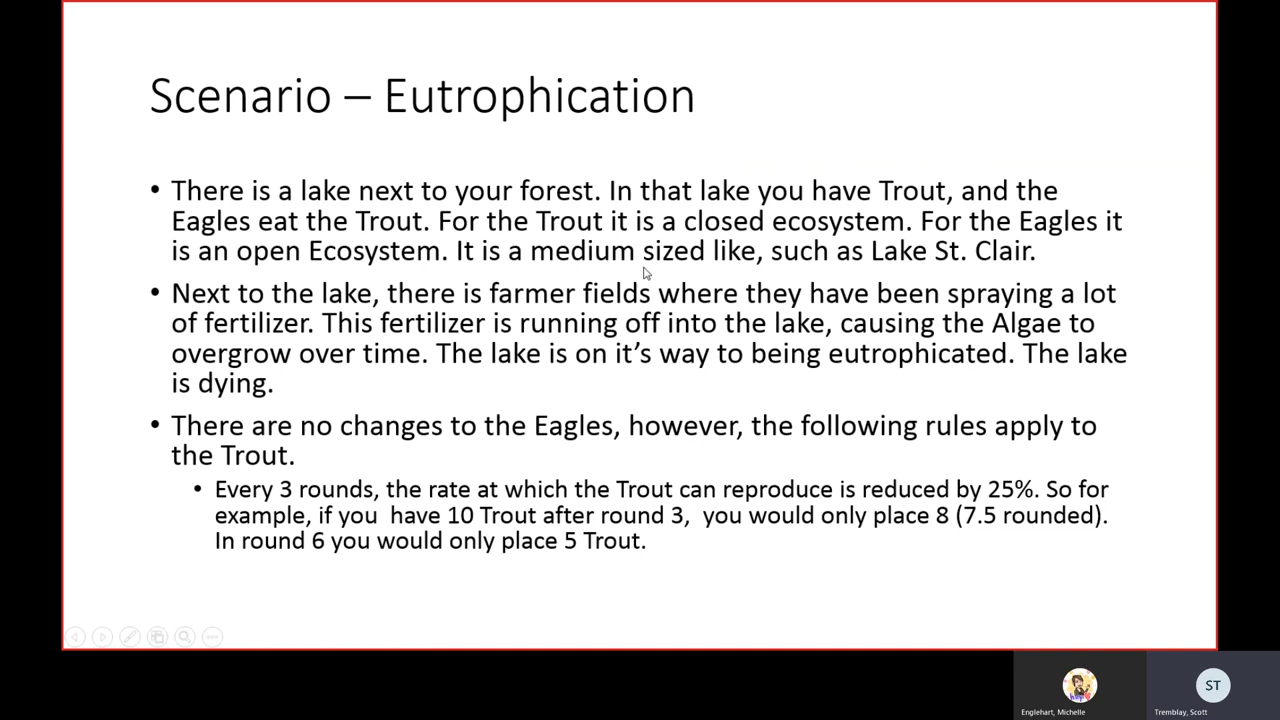 Scenario – Eutrophication
• There is a lake next to your forest. In that lake you have Trout, and the
Eagles eat the Trout. For the Trout it is a closed ecosystem. For the Eagles it
is an open Ecosystem. It is a medium sized like, such as Lake St. Clair.
• Next to the lake, there is farmer fields where they have been spraying a lot
of fertilizer. This fertilizer is running off into the lake, causing the Algae to
overgrow over time. The lake is on it’s way to being eutrophicated. The lake
is dying.
• There are no changes to the Eagles, however, the following rules apply to
the Trout.
• Every 3 rounds, the rate at which the Trout can reproduce is reduced by 25%. So for
example, if you  have 10 Trout after round 3,  you would only place 8 (7.5 rounded).
In round 6 you would only place 5 Trout.
ST
Englehart, Michelle
Tremblay, Scott